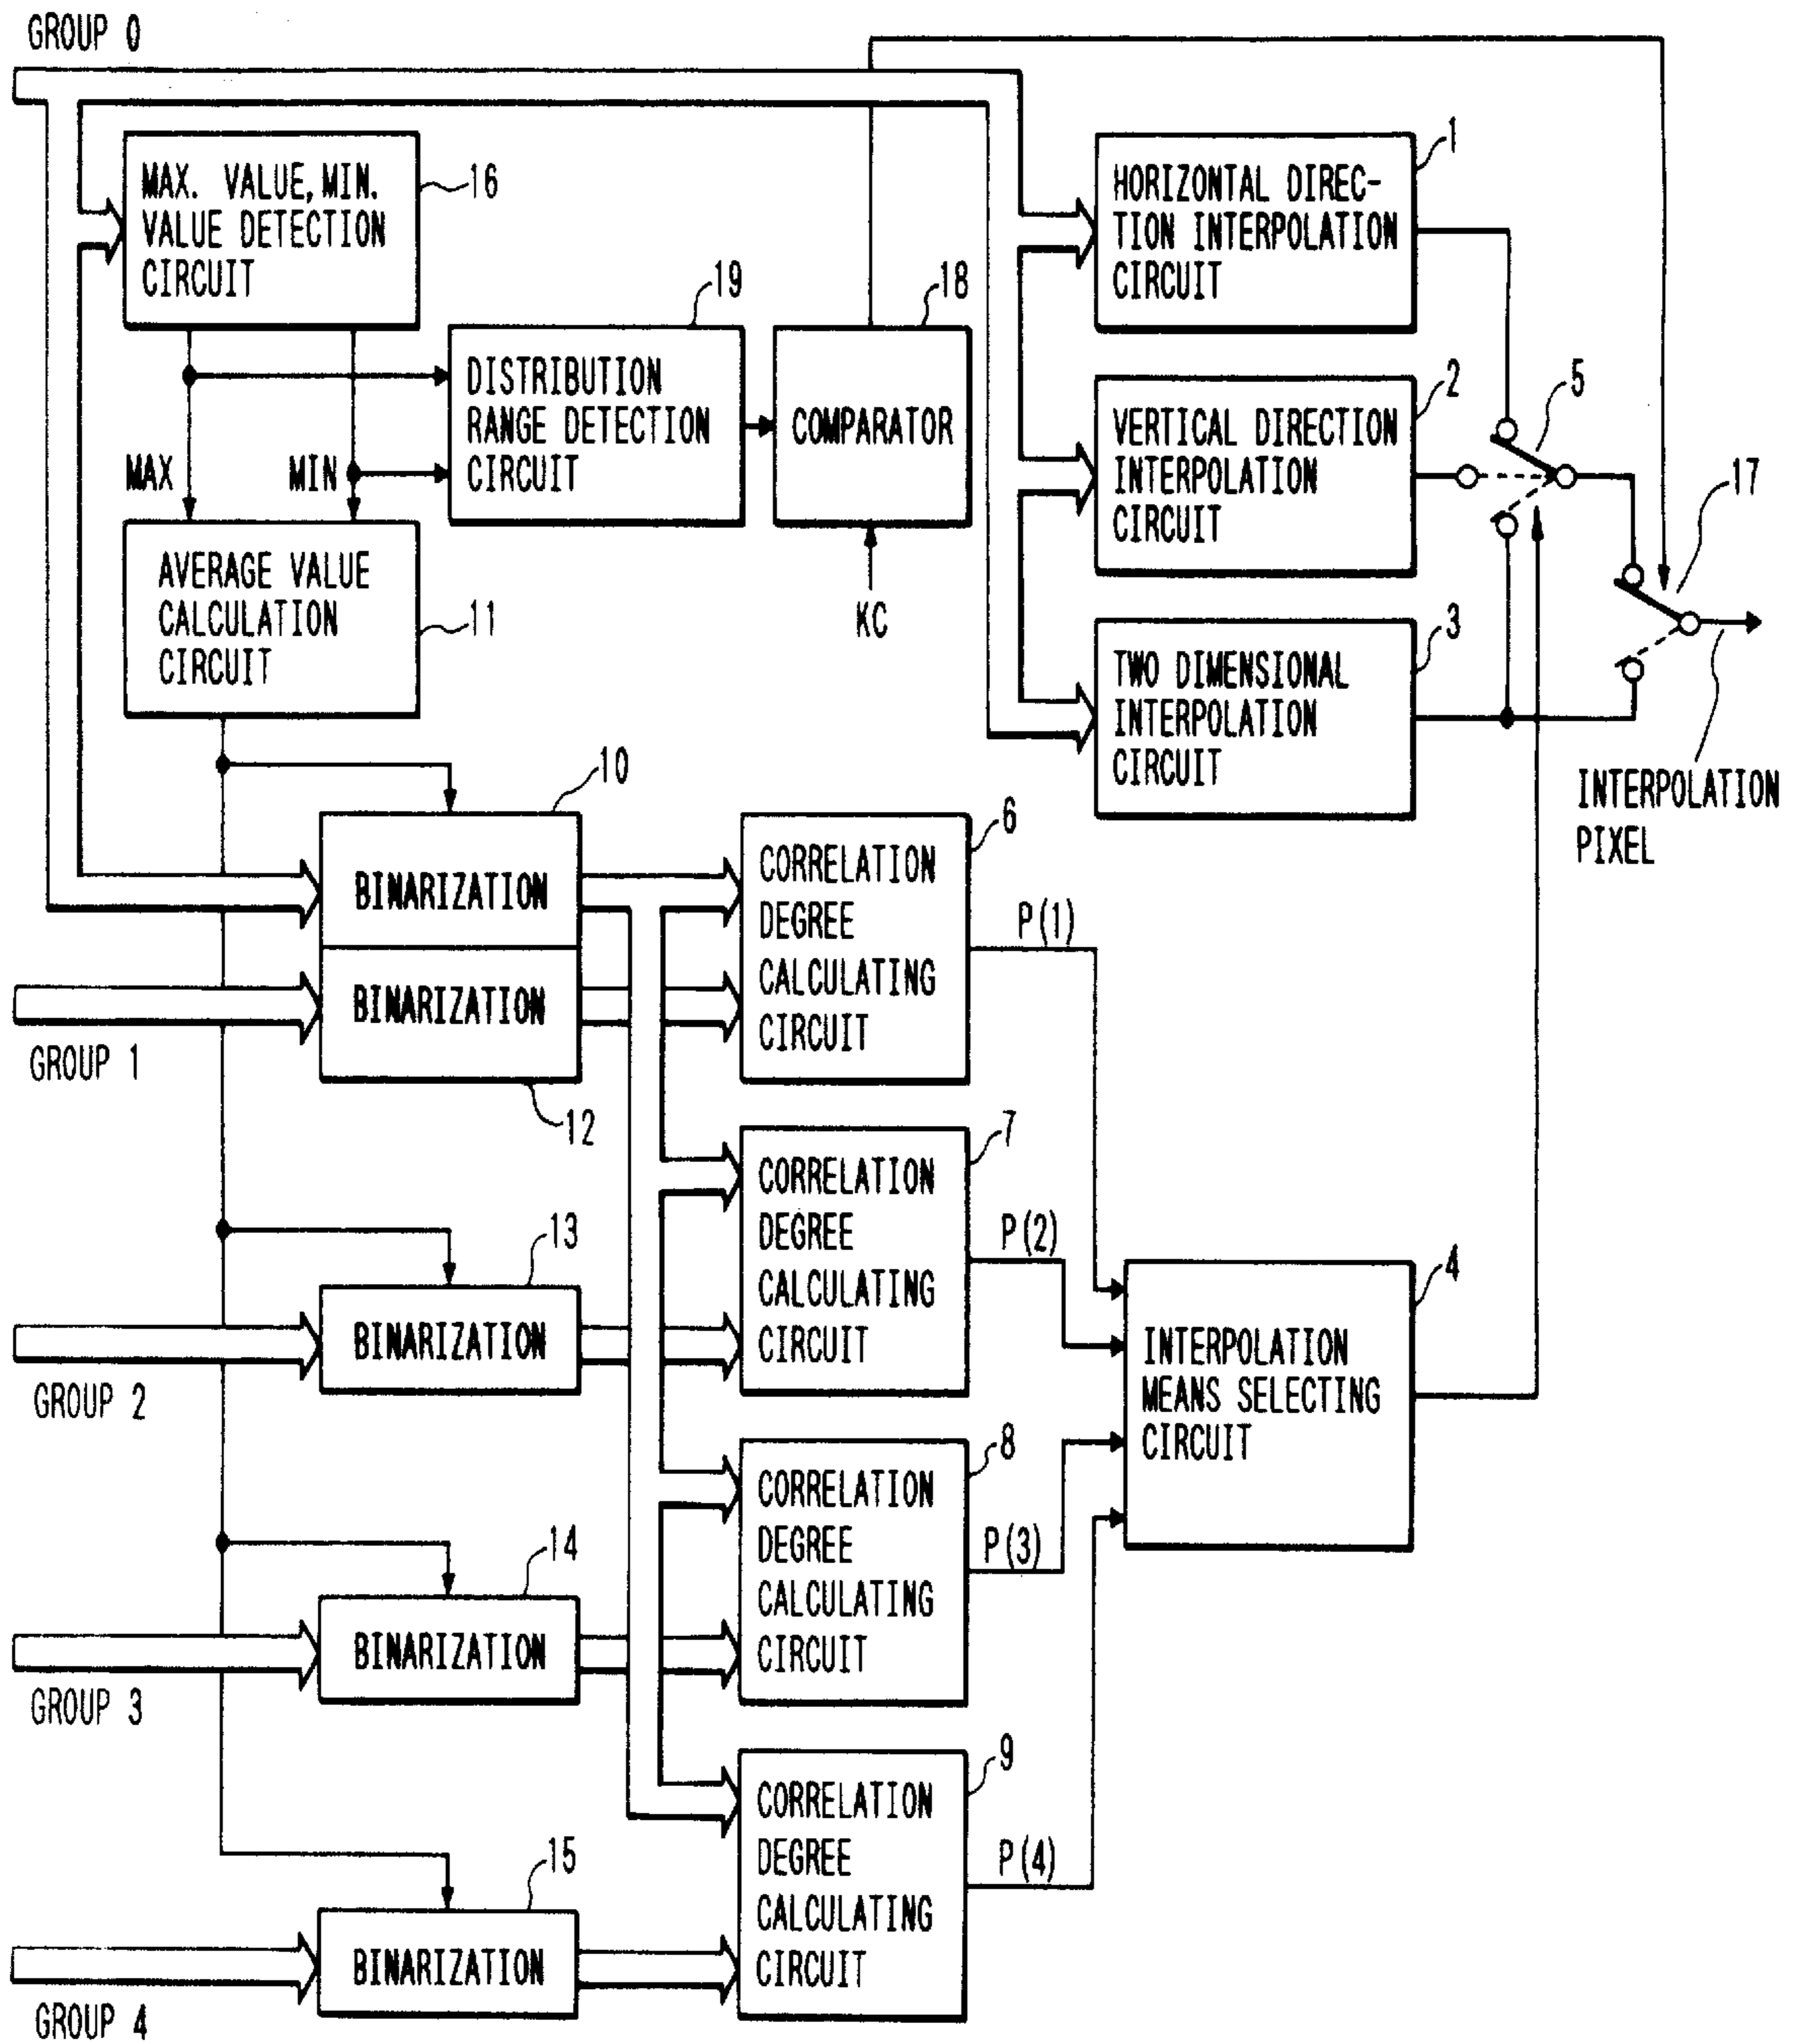 GROUP 0
MAX. VALUE, MIN.
VALUE DETECTION
CIRCUIT
16
HORIZONTAL DIREC-
TION INTERPOLATION
CIRCUIT
1
DISTRIBUTION
RANGE DETECTION
CIRCUIT
19
COMPARATOR
18
VERTICAL DIRECTION
INTERPOLATION
CIRCUIT
2
5
MAX
MIN
17
AVERAGE VALUE
CALCULATION
CIRCUIT
11
KC
TWO DIMENSIONAL
INTERPOLATION
CIRCUIT
3
INTERPOLATION
PIXEL
10
BINARIZATION
BINARIZATION
12
GROUP 1
CORRELATION
DEGREE
CALCULATING
CIRCUIT
6
P(1)
CORRELATION
DEGREE
CALCULATING
CIRCUIT
7
P(2)
13
BINARIZATION
GROUP 2
INTERPOLATION
MEANS SELECTING
CIRCUIT
4
CORRELATION
DEGREE
CALCULATING
CIRCUIT
8
P(3)
14
BINARIZATION
GROUP 3
CORRELATION
DEGREE
CALCULATING
CIRCUIT
9
P(4)
15
BINARIZATION
GROUP 4